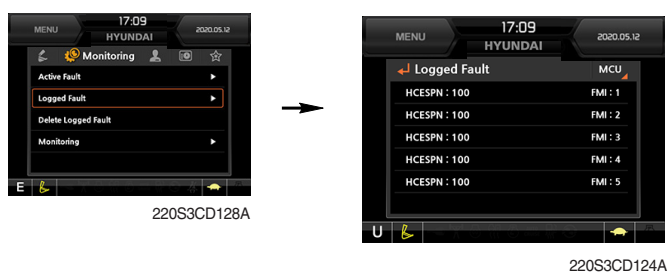 MENU
17:09
HYUNDAI
2020.05.12
Monitoring
Active Fault
Logged Fault
Delete Logged Fault
Monitoring
E
220S3CD128A
MENU
17:09
HYUNDAI
2020.05.12
Logged Fault MCU
HCESPN : 100 FMI : 1
HCESPN : 100 FMI : 2
HCESPN : 100 FMI : 3
HCESPN : 100 FMI : 4
HCESPN : 100 FMI : 5
U
220S3CD124A